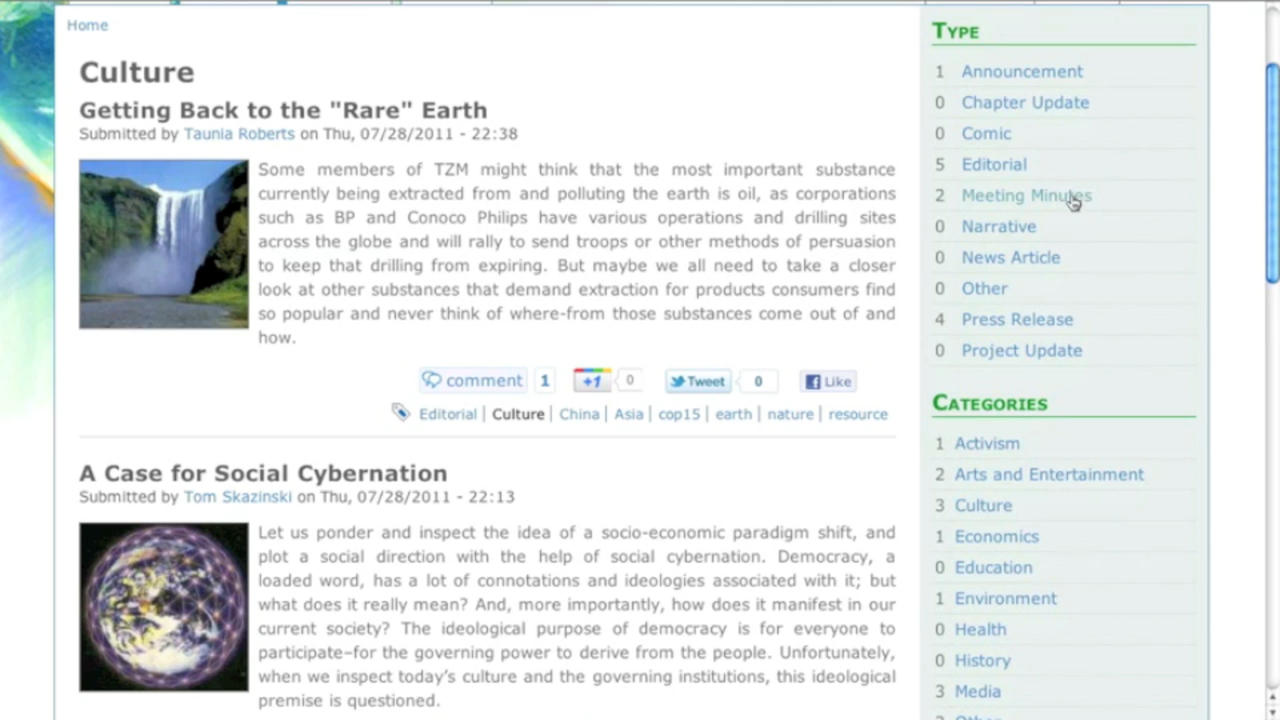 Home
Culture
Getting Back to the "Rare" Earth
Submitted by Taunia Roberts on Thu, 07/28/2011 - 22:38
Some members of TZM might think that the most important substance
currently being extracted from and polluting the earth is oil, as corporations
such as BP and Conoco Philips have various operations and drilling sites
across the globe and will rally to send troops or other methods of persuasion
to keep that drilling from expiring. But maybe we all need to take a closer
look at other substances that demand extraction for products consumers find
so popular and never think of where-from those substances come out of and
how.
comment 1 +1 0 Tweet 0 Like
Editorial | Culture | China | Asia | cop15 | earth | nature | resource
A Case for Social Cybernation
Submitted by Tom Skazinski on Thu, 07/28/2011 - 22:13
Let us ponder and inspect the idea of a socio-economic paradigm shift, and
plot a social direction with the help of social cybernation. Democracy, a
loaded word, has a lot of connotations and ideologies associated with it; but
what does it really mean? And, more importantly, how does it manifest in our
current society? The ideological purpose of democracy is for everyone to
participate–for the governing power to derive from the people. Unfortunately,
when we inspect today's culture and the governing institutions, this ideological
premise is questioned.
Type
1 Announcement
0 Chapter Update
0 Comic
5 Editorial
2 Meeting Minutes
0 Narrative
0 News Article
0 Other
4 Press Release
0 Project Update
Categories
1 Activism
2 Arts and Entertainment
3 Culture
1 Economics
0 Education
1 Environment
0 Health
0 History
3 Media